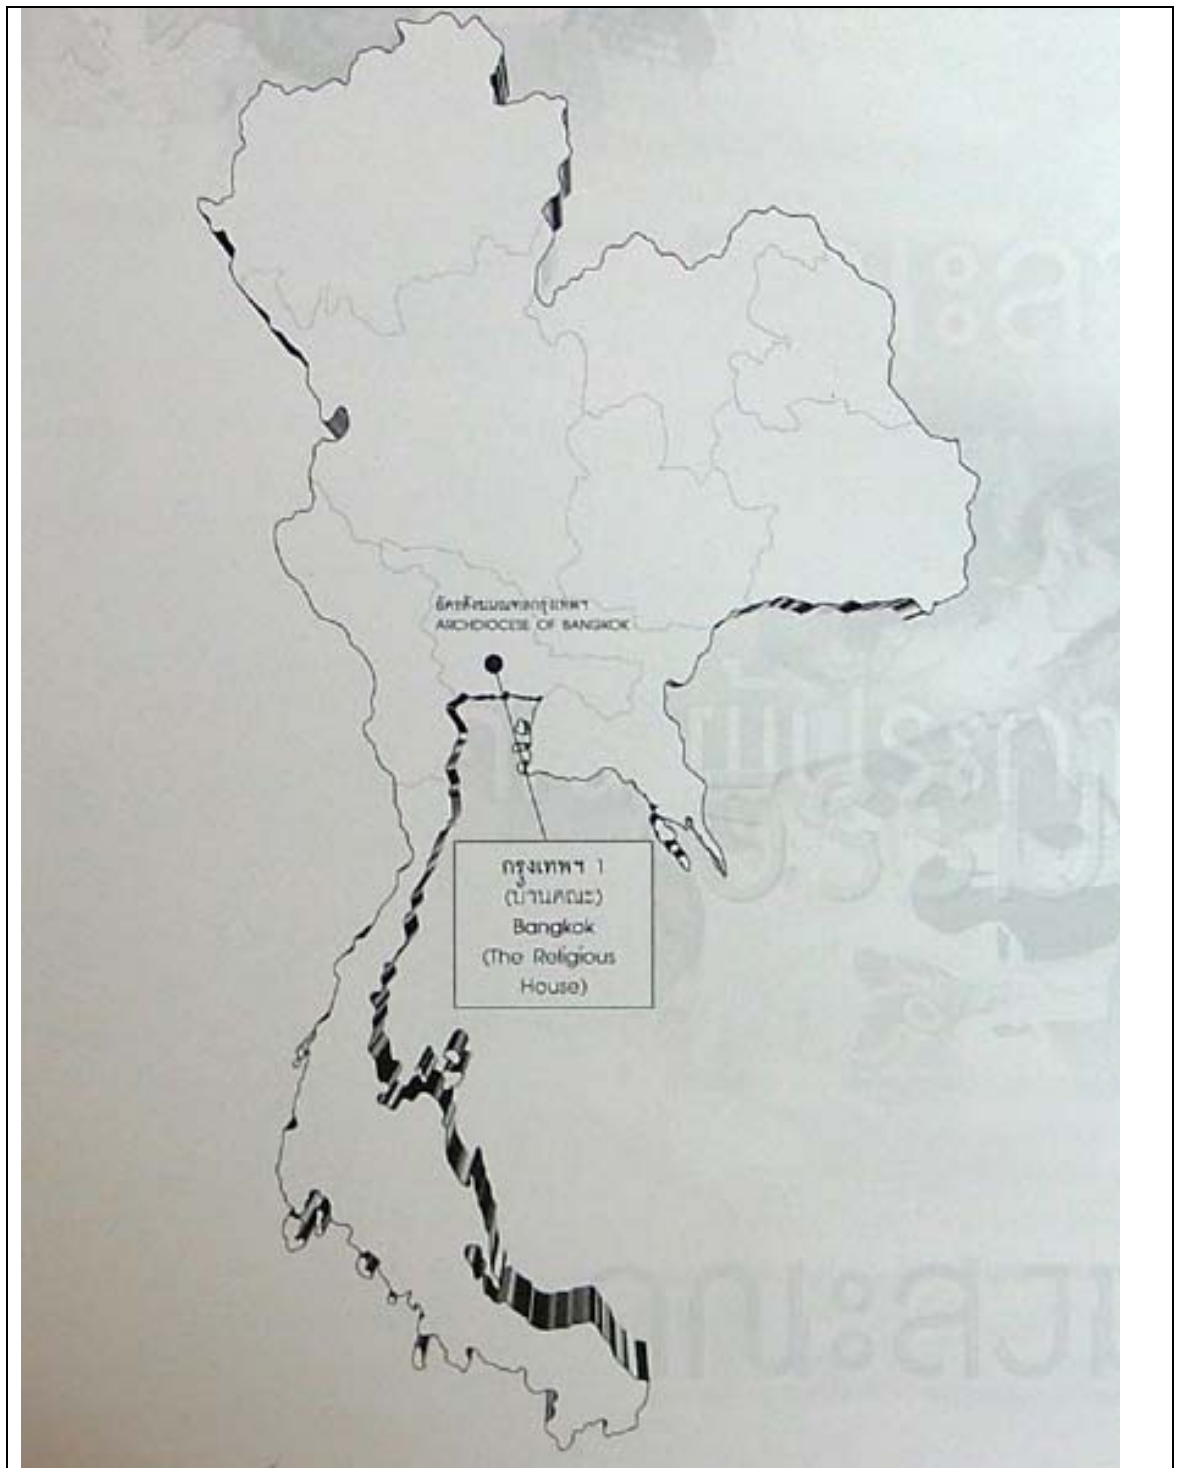 อัครสังฆมณฑลกรุงเทพฯ
ARCHDIOCESE OF BANGKOK
กรุงเทพฯ 1
(บ้านคณะ)
Bangkok
(The Religious
House)